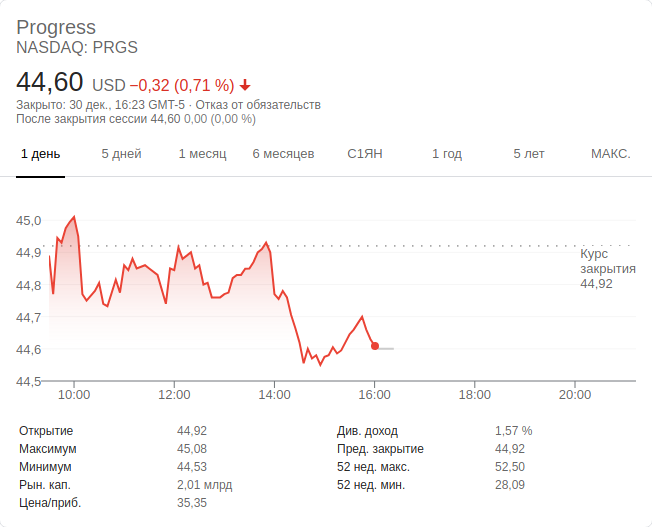 Progress
NASDAQ: PRGS
44,60 USD −0,32 (0,71 %)
Закрыто: 30 дек., 16:23 GMT-5 · Отказ от обязательств
После закрытия сессии 44,60 0,00 (0,00 %)
1 день 5 дней 1 месяц 6 месяцев С1ЯН 1 год 5 лет МАКС.
45,0
44,9
44,8
44,7
44,6
44,5
Курс
закрытия
44,92
10:00 12:00 14:00 16:00 18:00 20:00
Открытие 44,92 Див. доход 1,57 %
Максимум 45,08 Пред. закрытие 44,92
Минимум 44,53 52 нед. макс. 52,50
Рын. кап. 2,01 млрд 52 нед. мин. 28,09
Цена/приб. 35,35